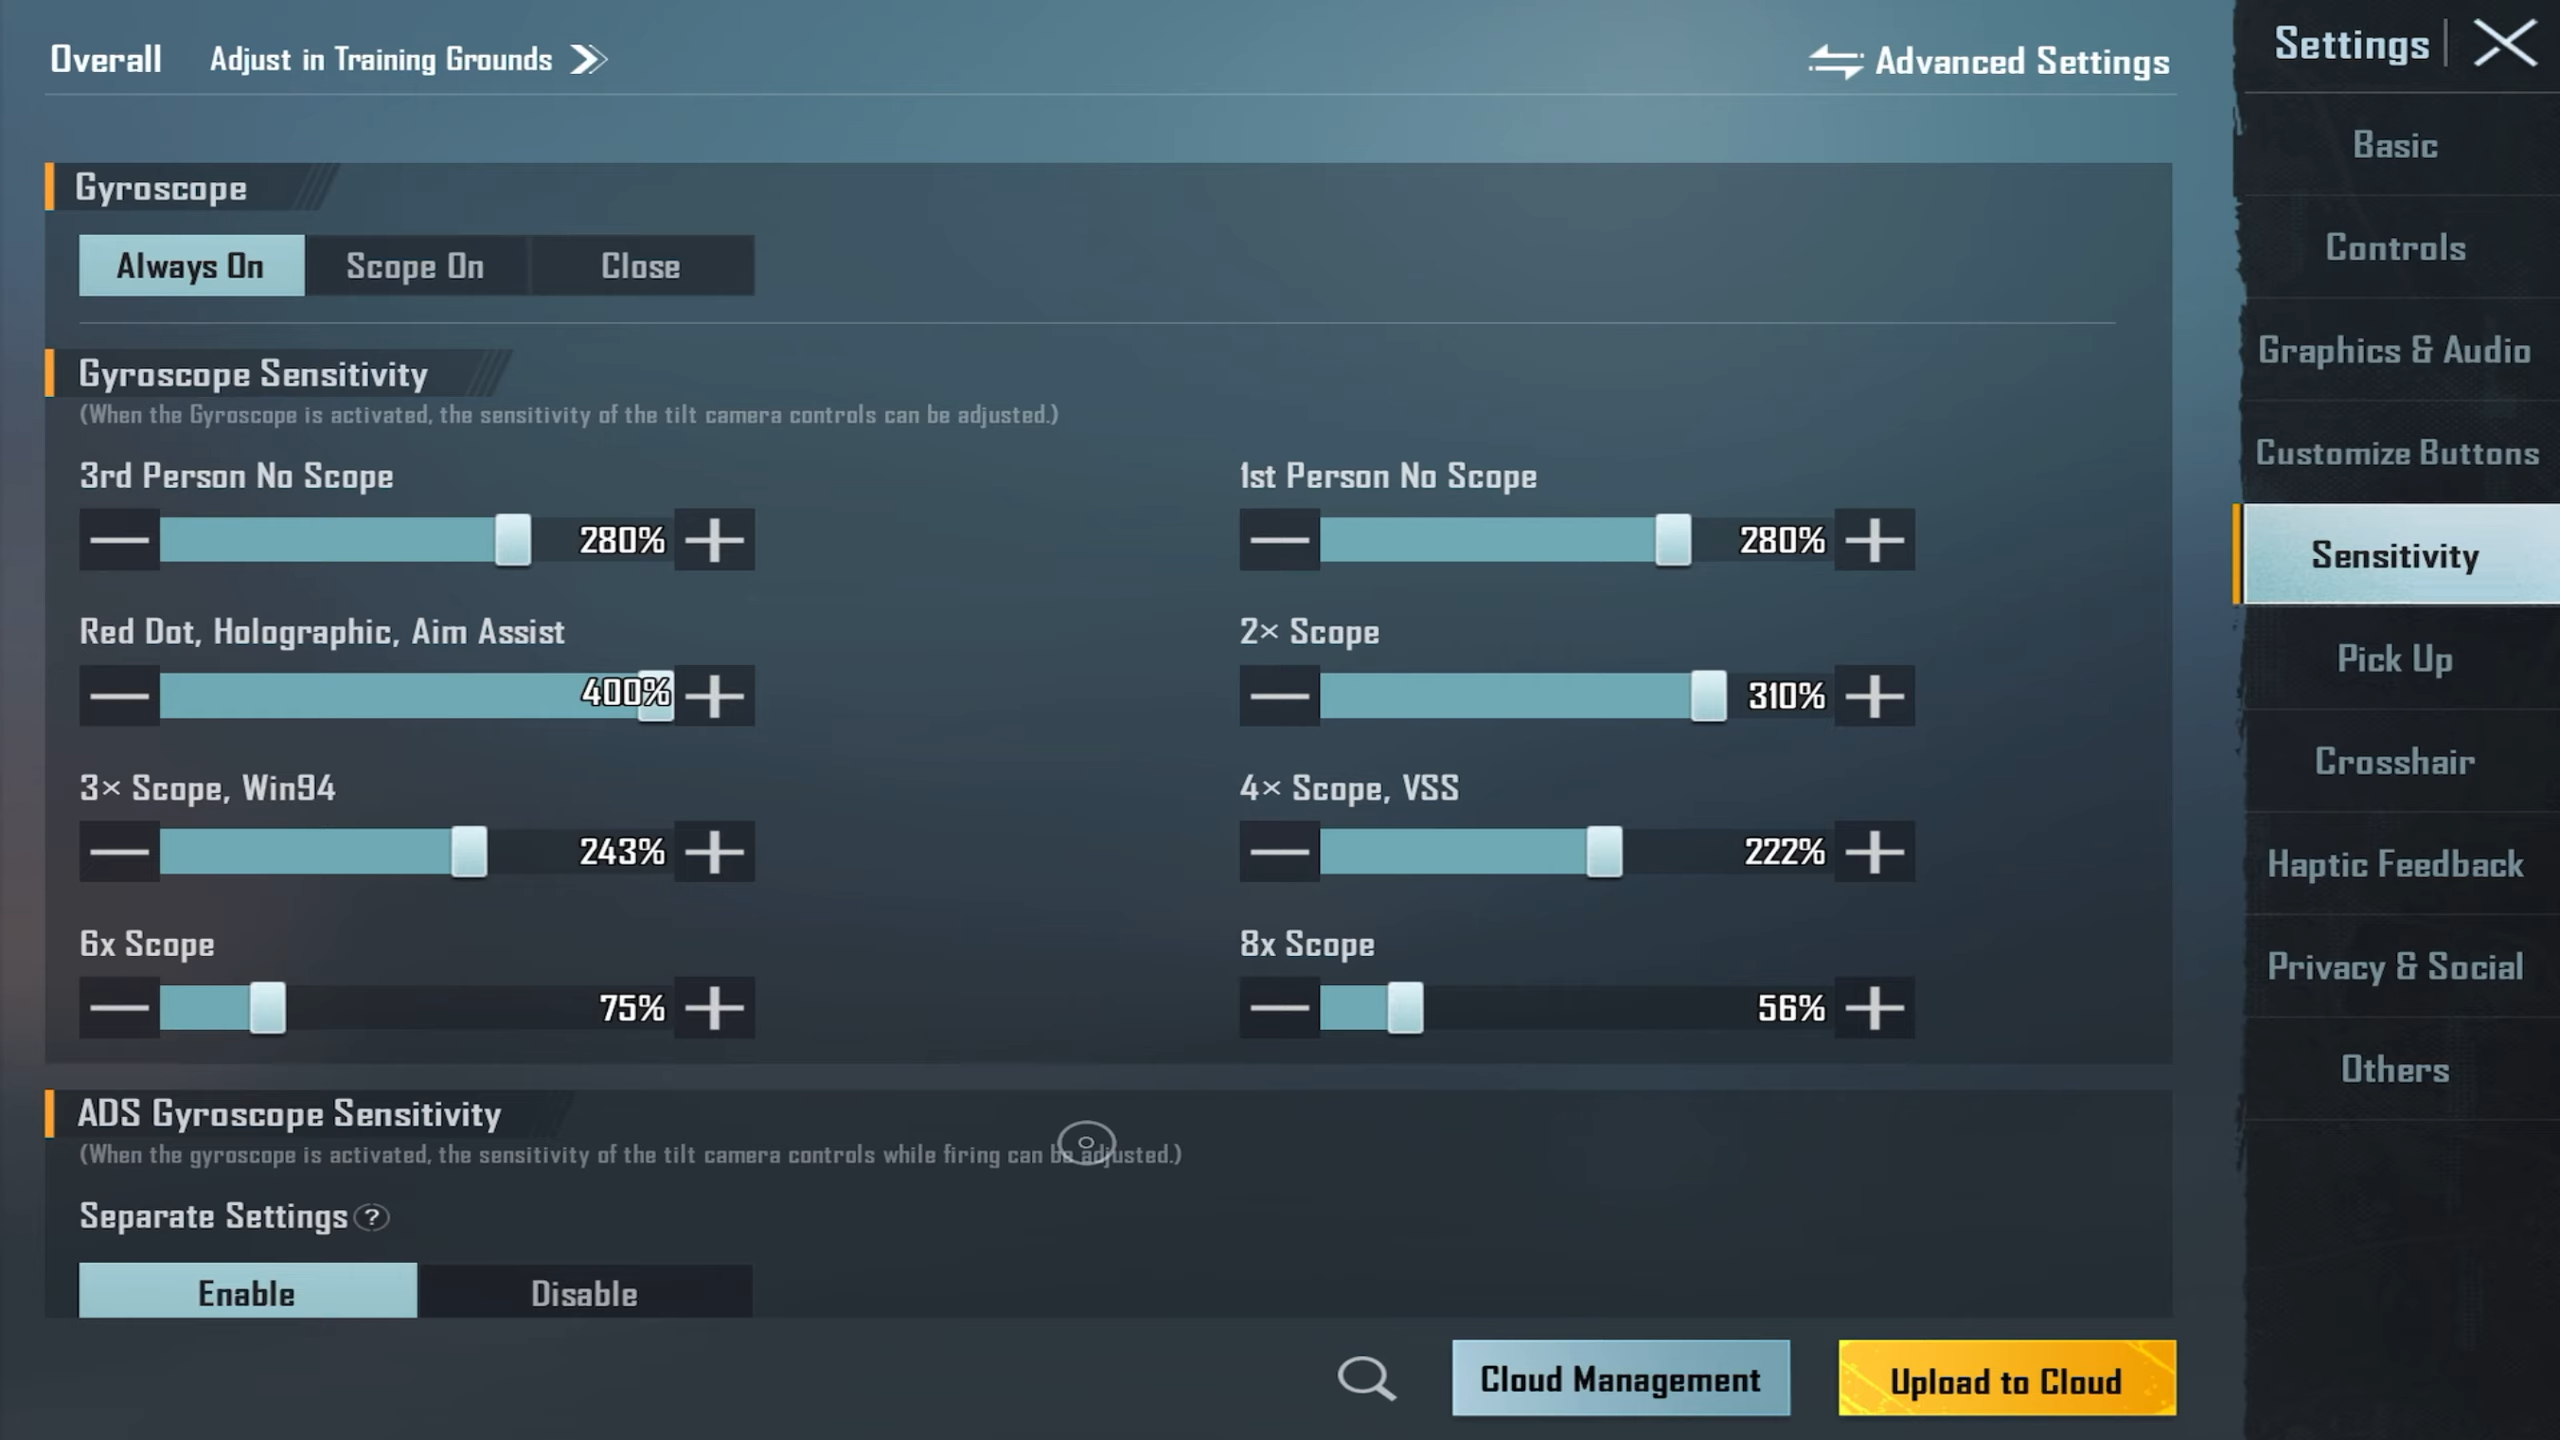 Overall Adjust in Training Grounds Advanced Settings
Gyroscope
Always On Scope On Close
Gyroscope Sensitivity
(When the Gyroscope is activated, the sensitivity of the tilt camera controls can be adjusted.)
3rd Person No Scope 1st Person No Scope
280% 280%
Red Dot, Holographic, Aim Assist 2× Scope
400% 310%
3× Scope, Win94 4× Scope, VSS
243% 222%
6x Scope 8x Scope
75% 56%
ADS Gyroscope Sensitivity
(When the gyroscope is activated, the sensitivity of the tilt camera controls while firing can be adjusted.)
Separate Settings ?
Enable Disable
Cloud Management Upload to Cloud
Settings
Basic
Controls
Graphics & Audio
Customize Buttons
Sensitivity
Pick Up
Crosshair
Haptic Feedback
Privacy & Social
Others